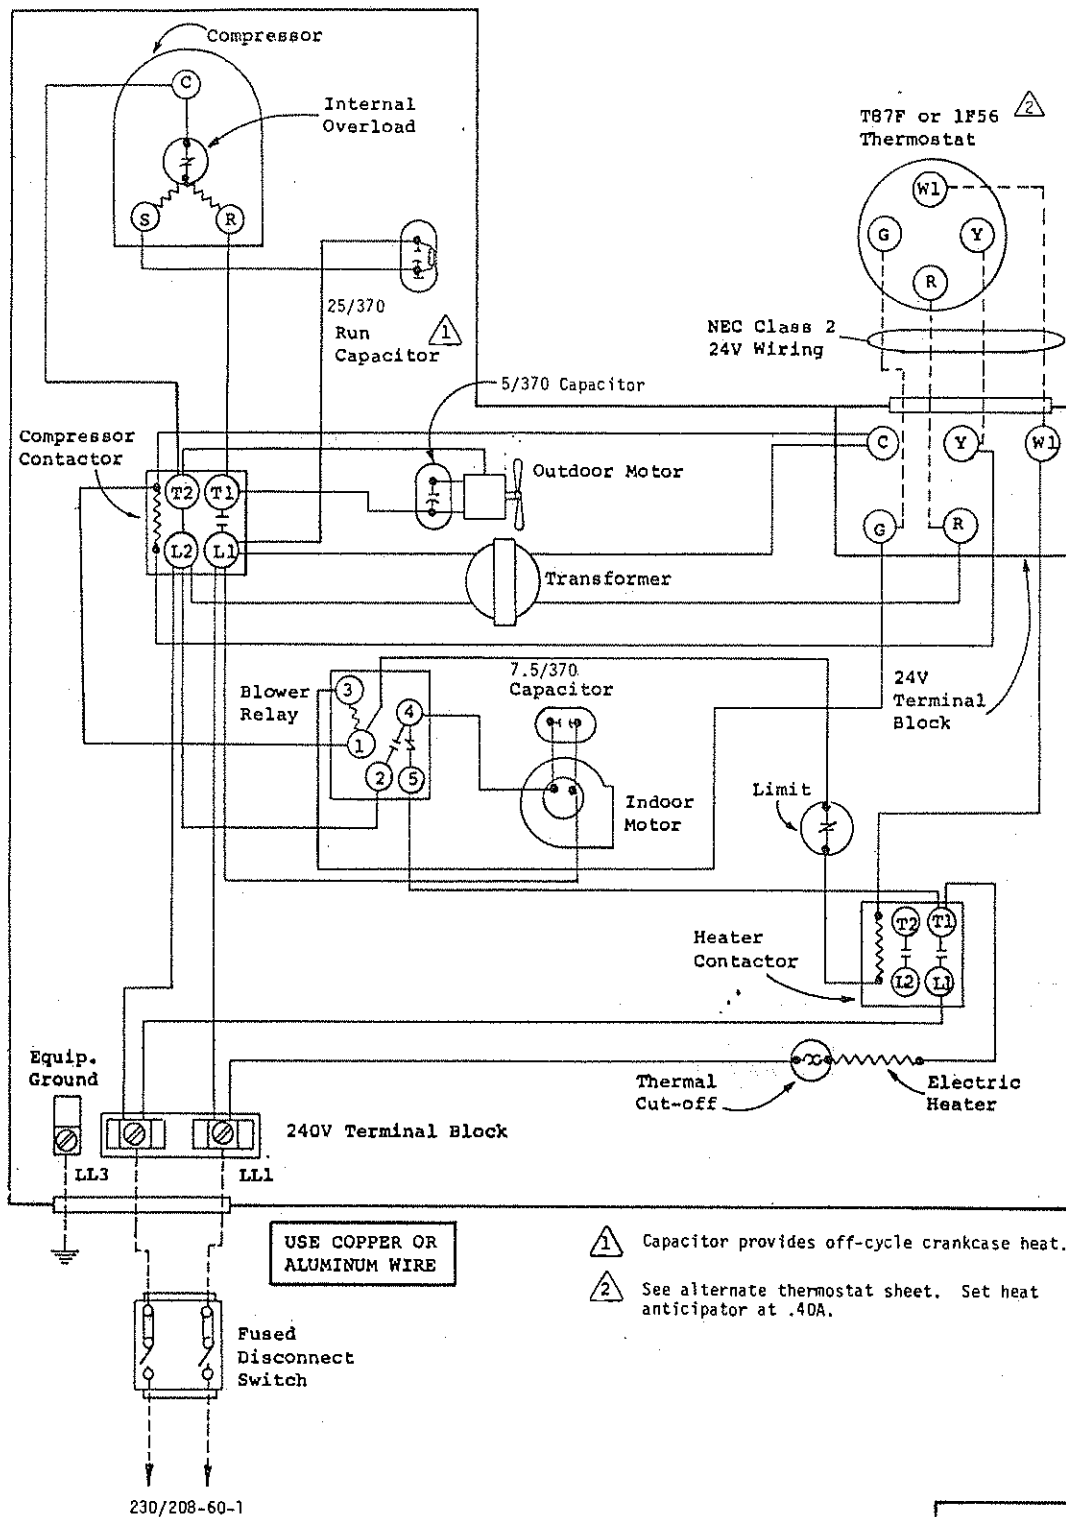 Compressor
C
Internal
Overload
S
R
25/370
Run
Capacitor
1
T87F or 1F56
Thermostat
2
W1
G
Y
R
NEC Class 2
24V Wiring
5/370 Capacitor
Compressor
Contactor
T2
T1
L2
L1
Outdoor Motor
C
Y
W1
G
R
Transformer
24V
Terminal
Block
Blower
Relay
3
4
1
2
5
7.5/370
Capacitor
Indoor
Motor
Limit
Heater
Contactor
T2
T1
L2
L1
Thermal
Cut-off
Electric
Heater
Equip.
Ground
240V Terminal Block
LL3
LL1
USE COPPER OR
ALUMINUM WIRE
1 Capacitor provides off-cycle crankcase heat.
2 See alternate thermostat sheet. Set heat
anticipator at .40A.
Fused
Disconnect
Switch
230/208-60-1